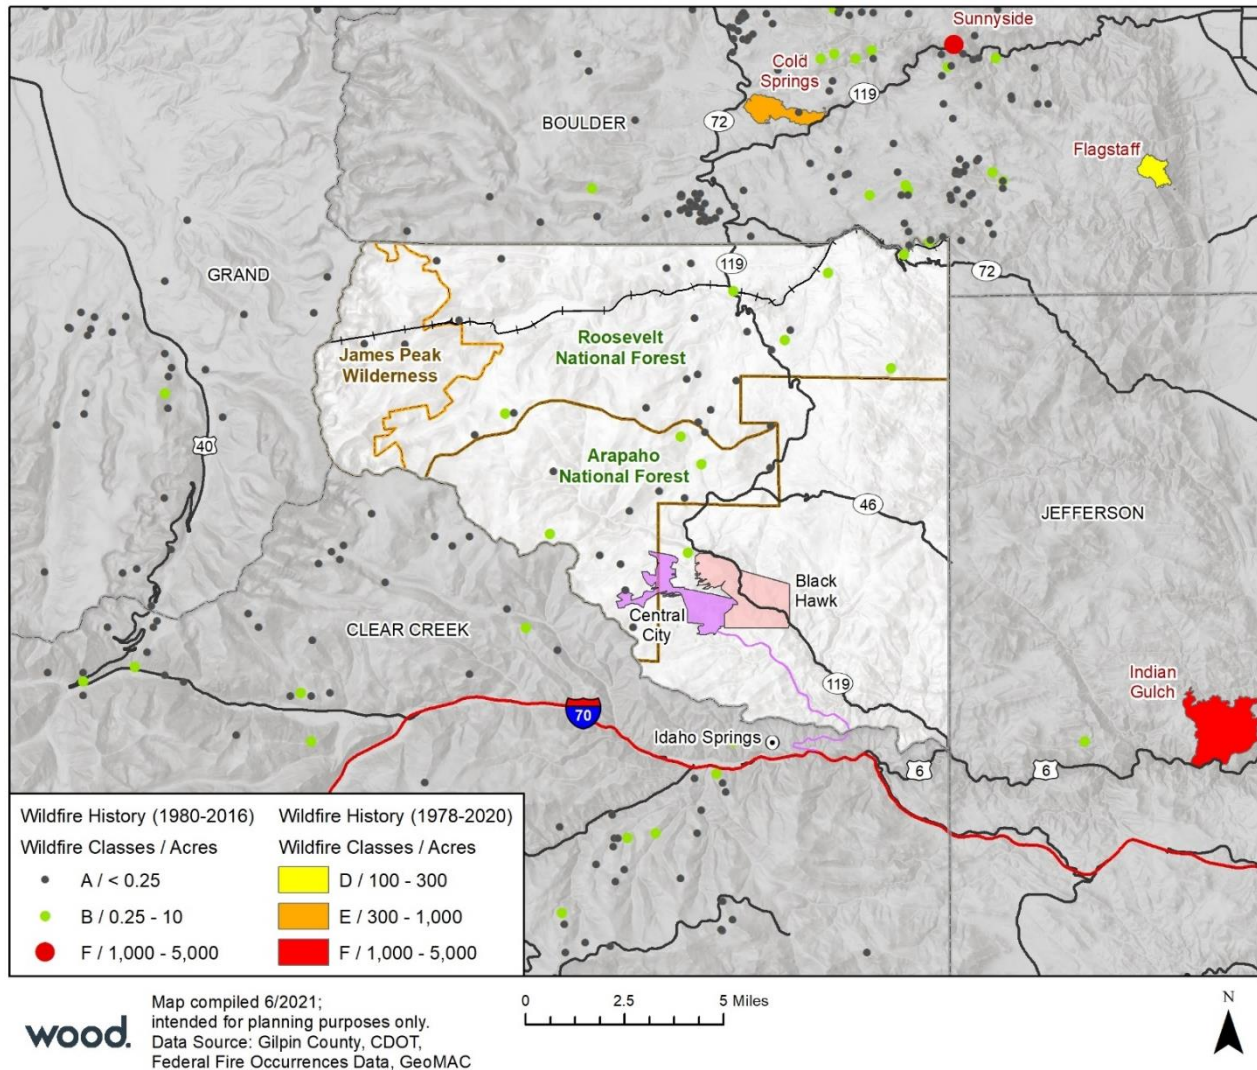 Sunnyside
Cold
Springs
119
72
BOULDER
Flagstaff
GRAND
119
72
Roosevelt
National Forest
James Peak
Wilderness
40
Arapaho
National Forest
46
JEFFERSON
Black
Hawk
Central
City
CLEAR CREEK
119
Indian
Gulch
70
Idaho Springs
6
6
Wildfire History (1980-2016)
Wildfire Classes / Acres
A / < 0.25
B / 0.25 - 10
F / 1,000 - 5,000
Wildfire History (1978-2020)
Wildfire Classes / Acres
D / 100 - 300
E / 300 - 1,000
F / 1,000 - 5,000
wood.
Map compiled 6/2021;
intended for planning purposes only.
Data Source: Gilpin County, CDOT,
Federal Fire Occurrences Data, GeoMAC
0 2.5 5 Miles
N